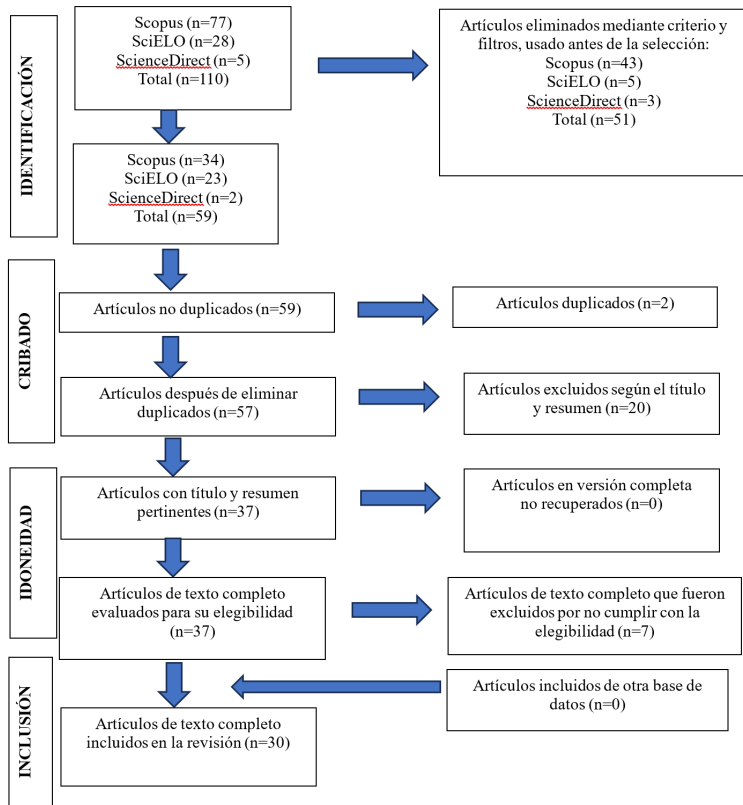 IDENTIFICACIÓN
Scopus (n=77)
SciELO (n=28)
ScienceDirect (n=5)
Total (n=110)
Artículos eliminados mediante criterio y
filtros, usado antes de la selección:
Scopus (n=43)
SciELO (n=5)
ScienceDirect (n=3)
Total (n=51)
Scopus (n=34)
SciELO (n=23)
ScienceDirect (n=2)
Total (n=59)
CRIBADO
Artículos no duplicados (n=59)
Artículos duplicados (n=2)
Artículos después de eliminar
duplicados (n=57)
Artículos excluidos según el título
y resumen (n=20)
IDONEIDAD
Artículos con título y resumen
pertinentes (n=37)
Artículos en versión completa
no recuperados (n=0)
Artículos de texto completo
evaluados para su elegibilidad
(n=37)
Artículos de texto completo que fueron
excluidos por no cumplir con la
elegibilidad (n=7)
INCLUSIÓN
Artículos incluidos de otra base de
datos (n=0)
Artículos de texto completo
incluidos en la revisión (n=30)